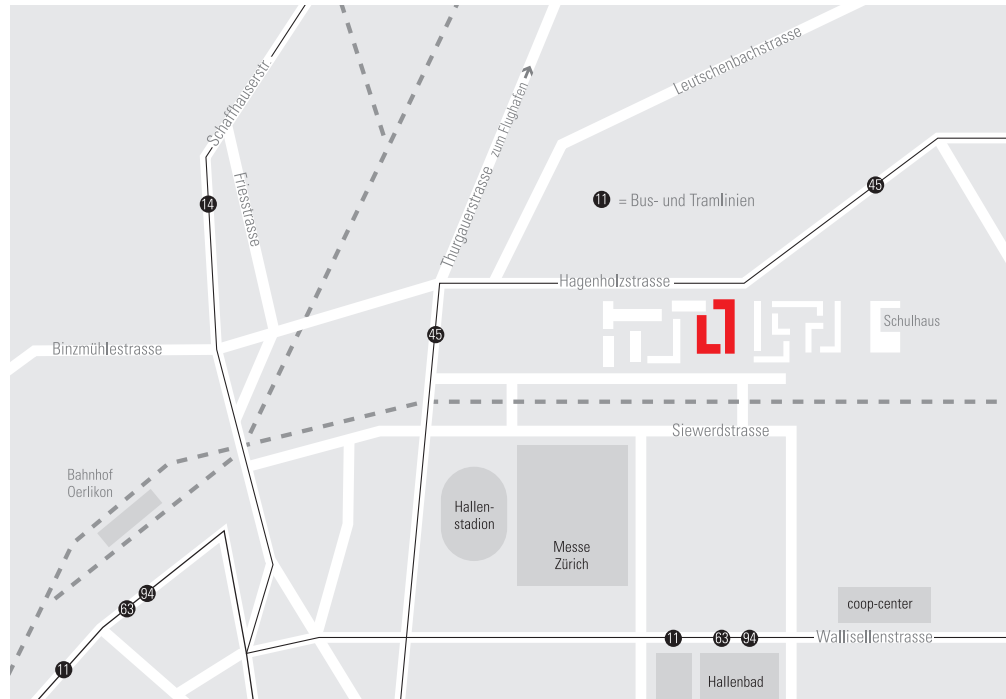 Schaffhauserstr.
Leutschenbachstrasse
zum Flughafen
Thurgauerstrasse
Friesstrasse
14
45
11 = Bus- und Tramlinien
Hagenholzstrasse
45
Schulhaus
Binzmühlestrasse
Siewerdstrasse
Bahnhof
Oerlikon
Hallen-
stadion
Messe
Zürich
94
63
coop-center
11
63
94
Wallisellenstrasse
11
Hallenbad